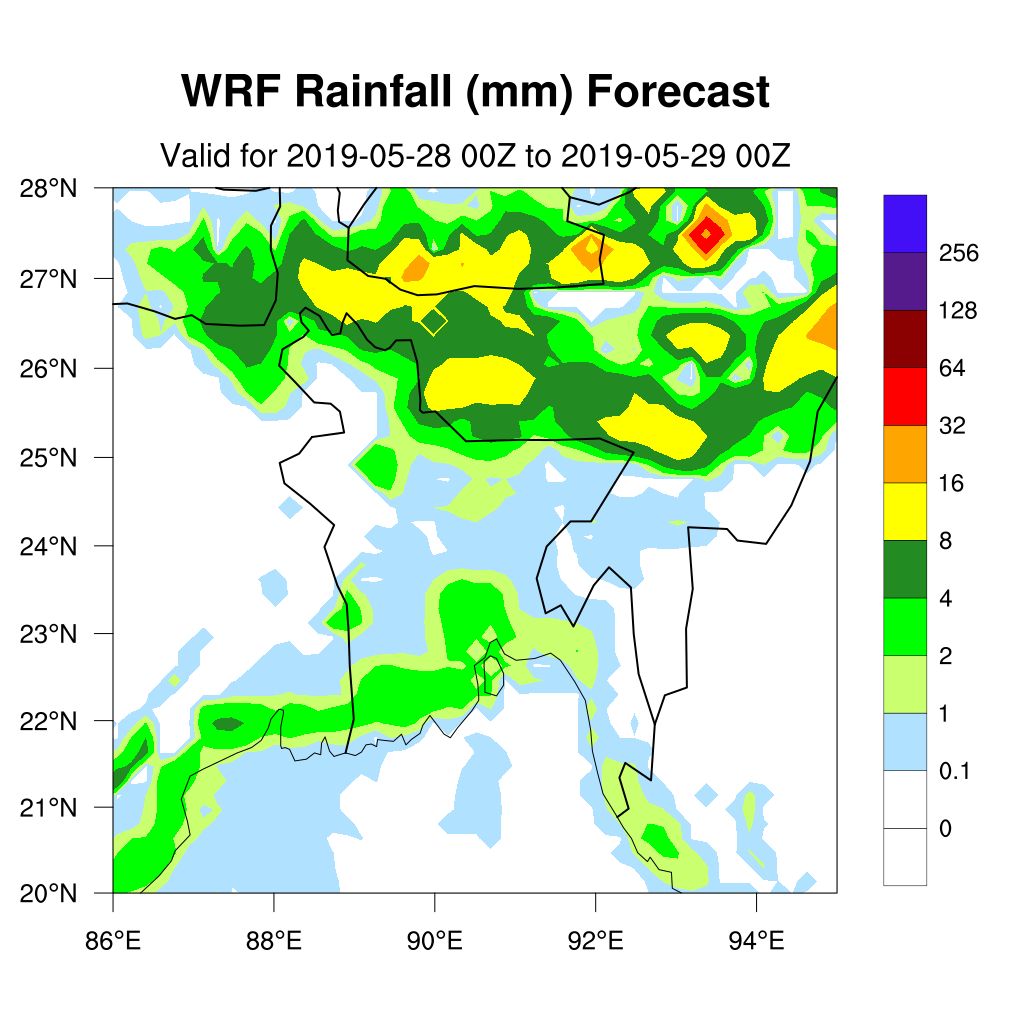 WRF Rainfall (mm) Forecast
Valid for 2019-05-28 00Z to 2019-05-29 00Z
28°N
27°N
26°N
25°N
24°N
23°N
22°N
21°N
20°N
86°E 88°E 90°E 92°E 94°E
256
128
64
32
16
8
4
2
1
0.1
0